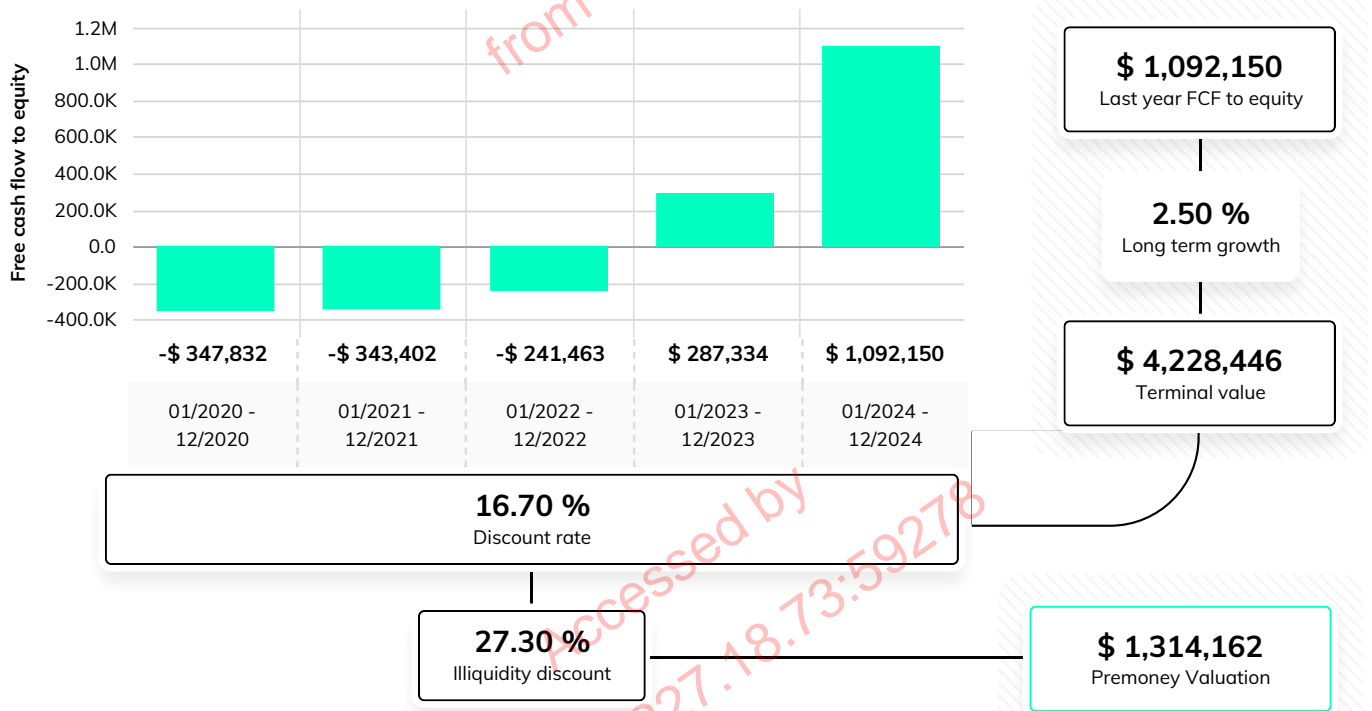 Free cash flow to equity
1.2M
1.0M
800.0K
600.0K
400.0K
200.0K
0.0
-200.0K
-400.0K
-$ 347,832
-$ 343,402
-$ 241,463
$ 287,334
$ 1,092,150
01/2020 -
12/2020
01/2021 -
12/2021
01/2022 -
12/2022
01/2023 -
12/2023
01/2024 -
12/2024
$ 1,092,150
Last year FCF to equity
2.50 %
Long term growth
$ 4,228,446
Terminal value
16.70 %
Discount rate
27.30 %
Illiquidity discount
$ 1,314,162
Premoney Valuation
from
Accessed by
27.18.73:59278